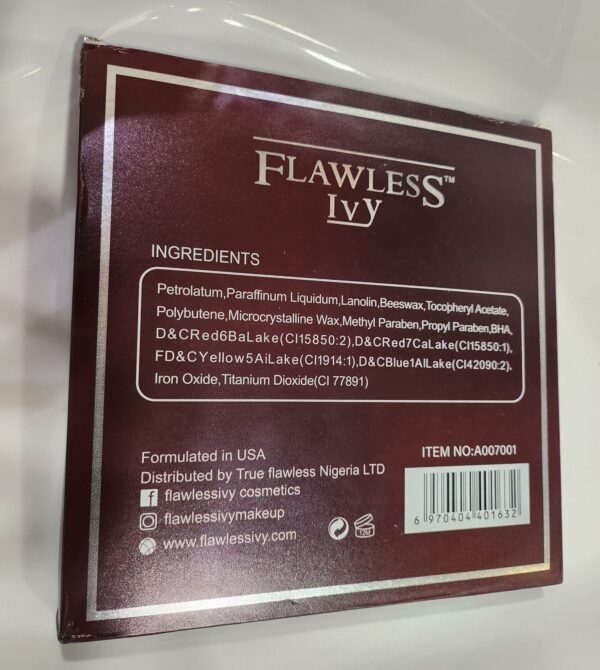 FLAWLESS™
IVY
INGREDIENTS
Petrolatum,Paraffinum Liquidum,Lanolin,Beeswax,Tocopheryl Acetate,
Polybutene,Microcrystalline Wax,Methyl Paraben,Propyl Paraben,BHA,
D&CRed6BaLake(CI15850:2),D&CRed7CaLake(CI15850:1),
FD&CYellow5AiLake(CI1914:1),D&CBlue1AlLake(CI42090:2).
Iron Oxide,Titanium Dioxide(CI 77891)
Formulated in USA
Distributed by True flawless Nigeria LTD
flawlessivy cosmetics
flawlessivymakeup
www.flawlessivy.com
12M
ITEM NO:A007001
6 970404 401632